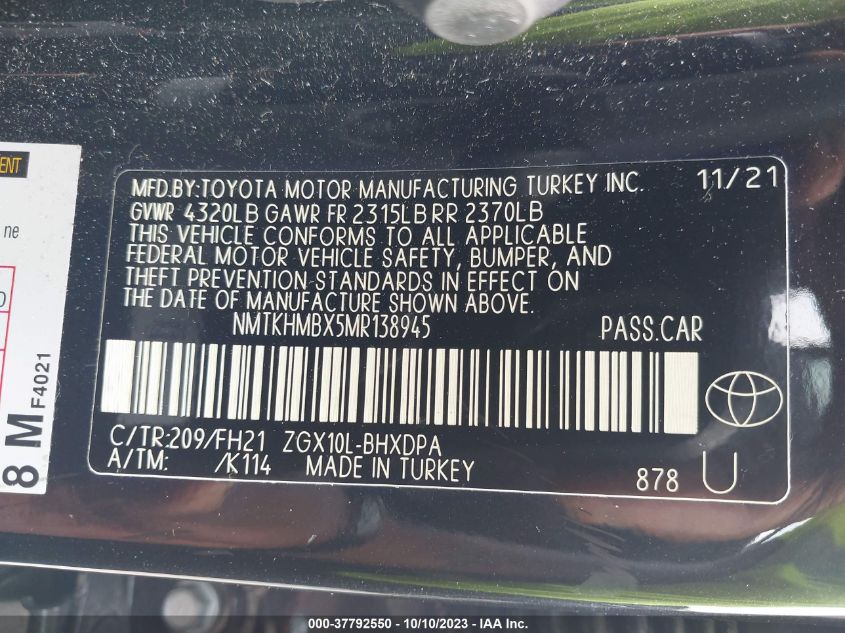 ENT
ne
8 M F4021
MFD.BY:TOYOTA MOTOR MANUFACTURING TURKEY INC. 11/21
GVWR 4320LB GAWR FR 2315LB RR 2370LB
THIS VEHICLE CONFORMS TO ALL APPLICABLE
FEDERAL MOTOR VEHICLE SAFETY, BUMPER, AND
THEFT PREVENTION-STANDARDS IN EFFECT ON
THE DATE OF MANUFACTURE SHOWN ABOVE.
NMTKHMBX5MR138945 PASS.CAR
C/TR:209/FH21 ZGX10L-BHXDPA
A/TM: /K114 MADE IN TURKEY
878 U
000-37792550 - 10/10/2023 - IAA Inc.